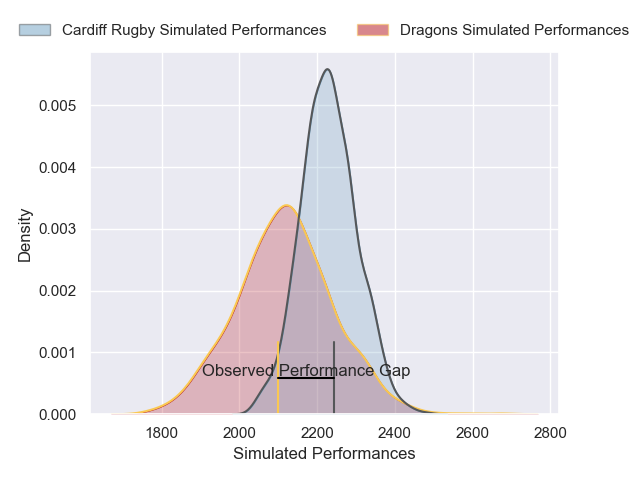 Cardiff Rugby Simulated Performances Dragons Simulated Performances
0.005
0.004
0.003
0.002
0.001
0.000
Density
Observed Performance Gap
1800 2000 2200 2400 2600 2800
Simulated Performances